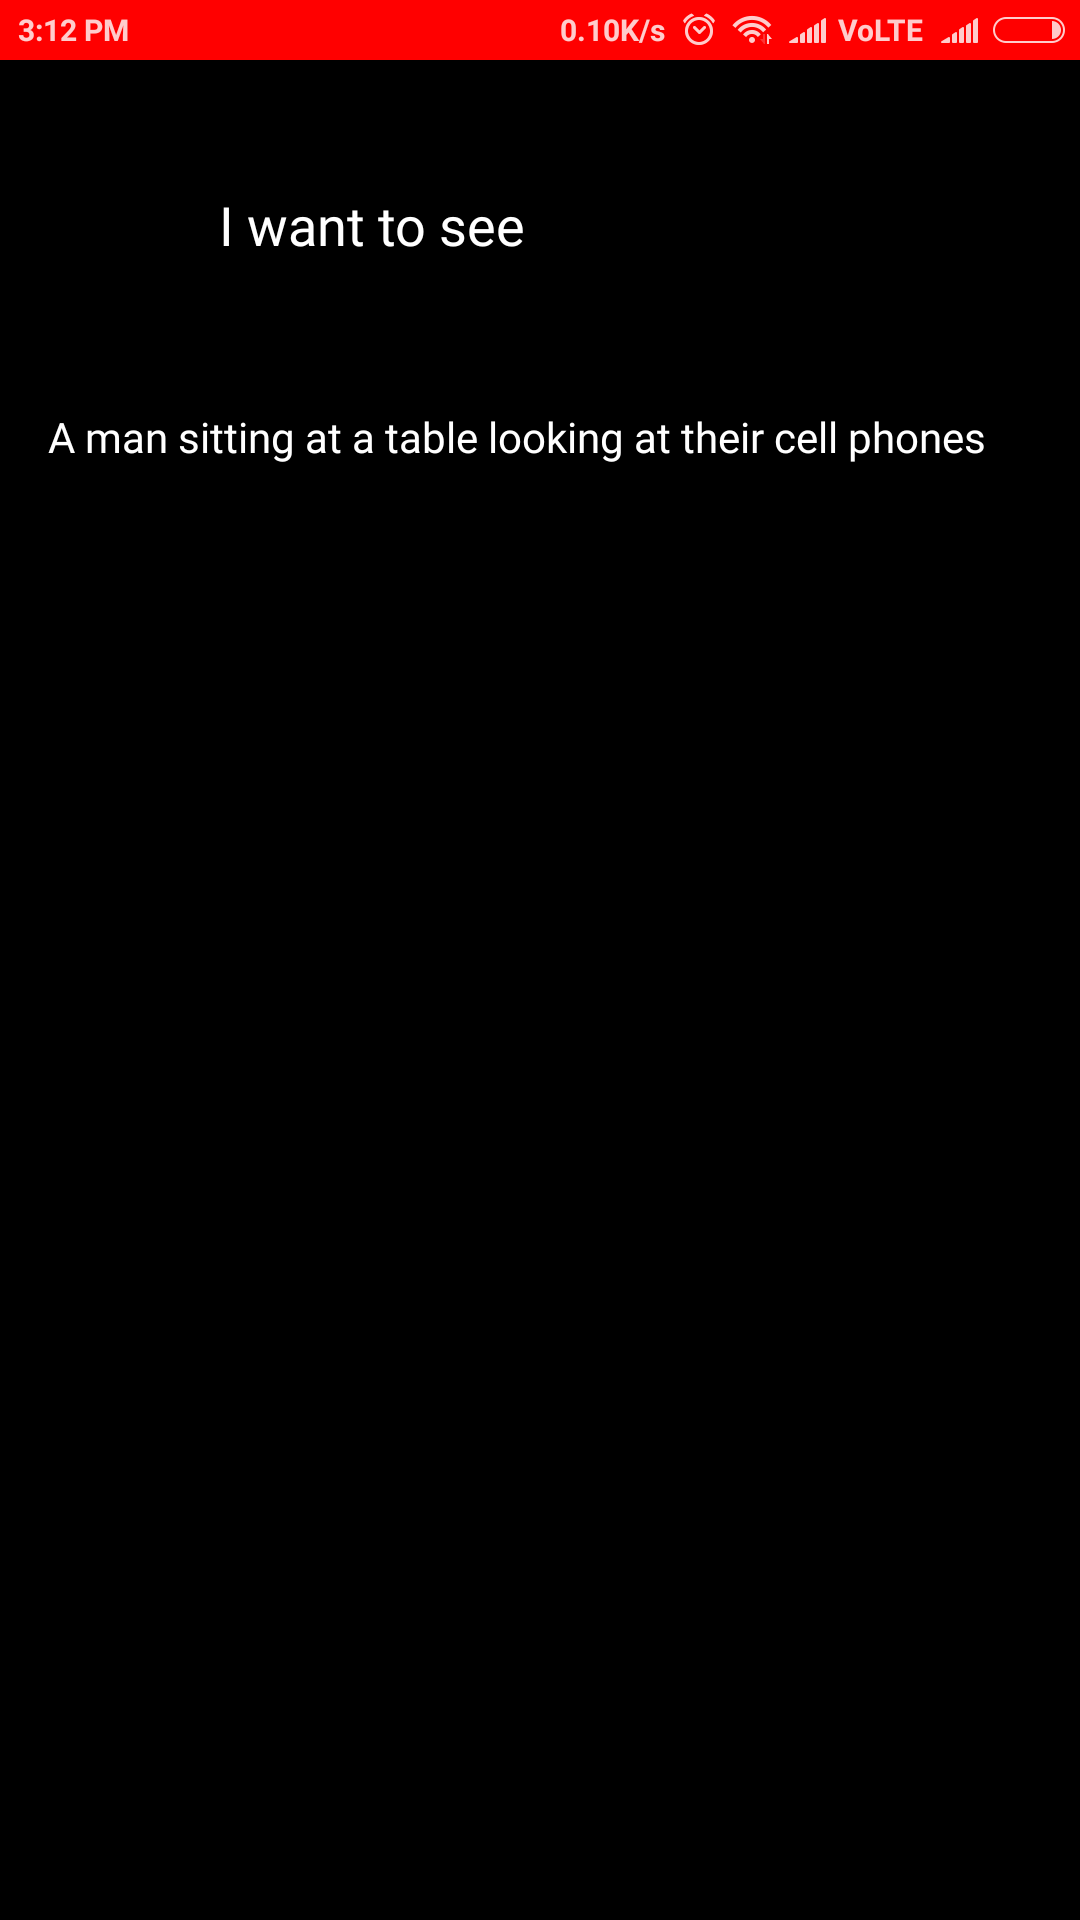 3:12 PM 0.10K/s VoLTE
I want to see
A man sitting at a table looking at their cell phones